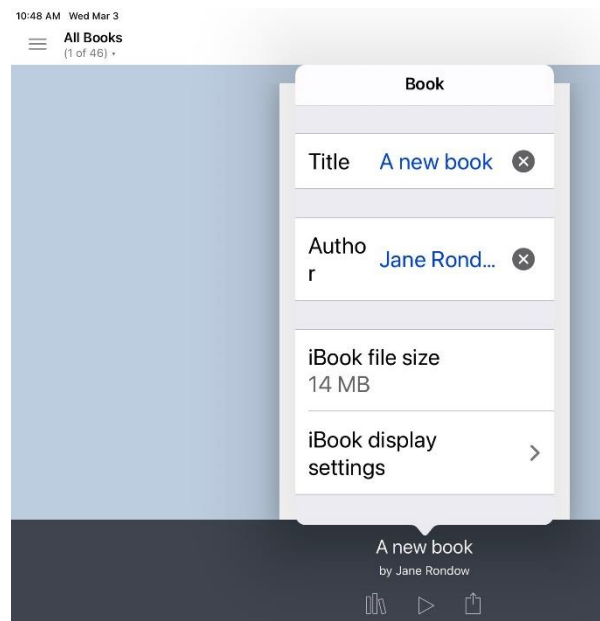 10:48 AM Wed Mar 3
All Books
(1 of 46)
Book
Title A new book
Autho
r
Jane Rond...
iBook file size
14 MB
iBook display
settings
A new book
by Jane Rondow